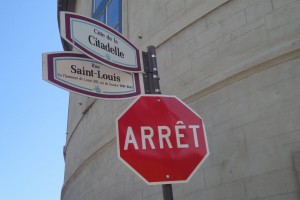 Côte de la
Citadelle
Rue
Saint-Louis
ARRÊT